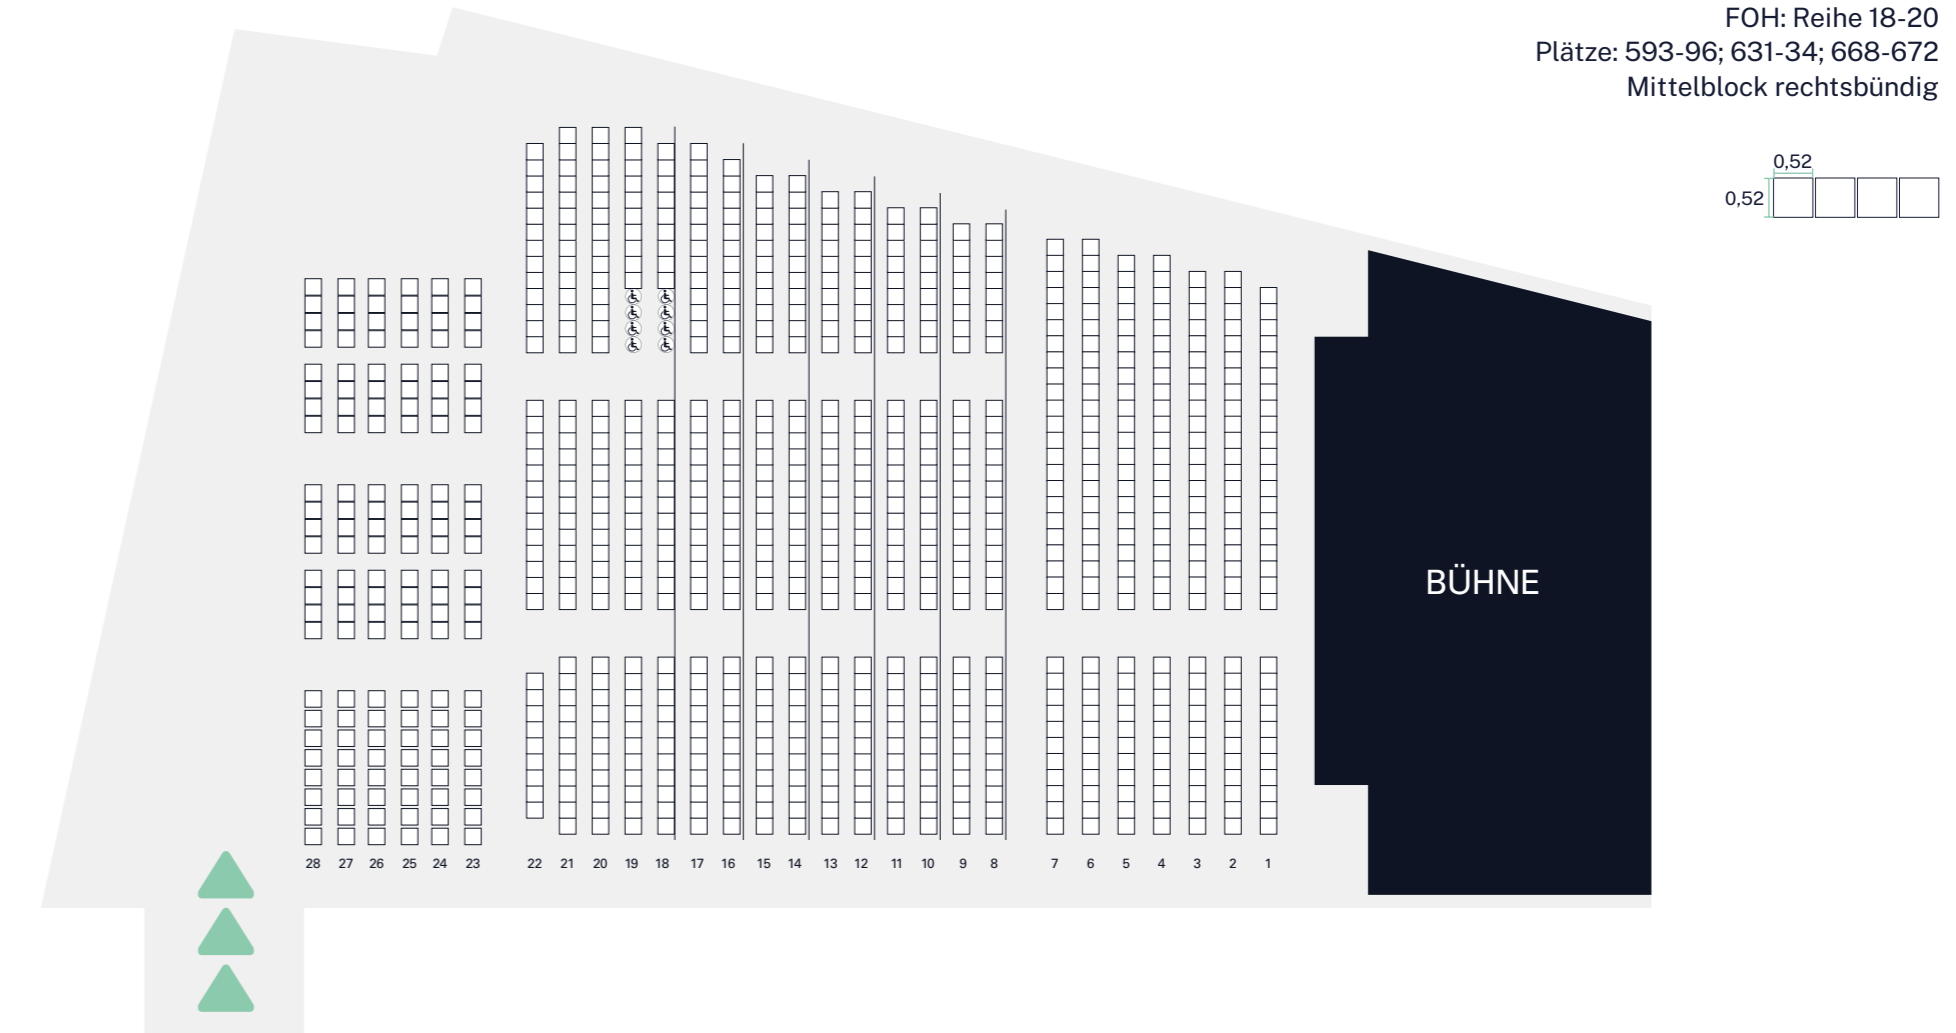 FOH: Reihe 18-20
Plätze: 593-96; 631-34; 668-672
Mittelblock rechtsbündig
0,52
0,52
BÜHNE
28 27 26 25 24 23 22 21 20 19 18 17 16 15 14 13 12 11 10 9 8 7 6 5 4 3 2 1